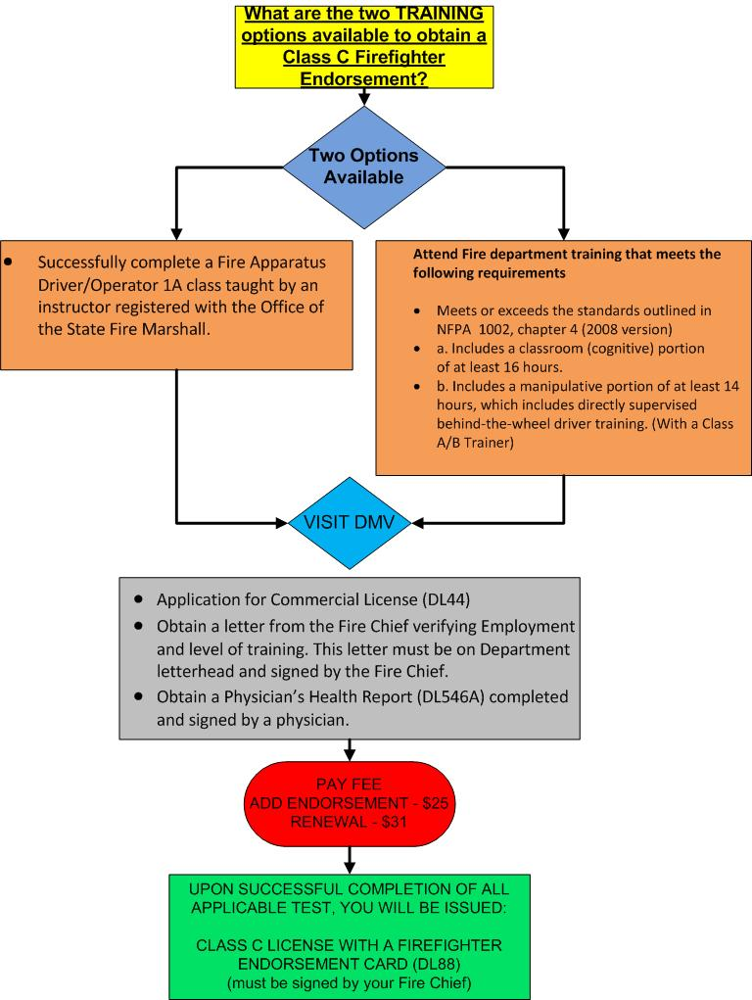 What are the two TRAINING
options available to obtain a
Class C Firefighter
Endorsement?
Two Options
Available
• Successfully complete a Fire Apparatus
Driver/Operator 1A class taught by an
instructor registered with the Office of
the State Fire Marshall.
Attend Fire department training that meets the
following requirements
• Meets or exceeds the standards outlined in
NFPA 1002, chapter 4 (2008 version)
• a. Includes a classroom (cognitive) portion
of at least 16 hours.
• b. Includes a manipulative portion of at least 14
hours, which includes directly supervised
behind-the-wheel driver training. (With a Class
A/B Trainer)
VISIT DMV
• Application for Commercial License (DL44)
• Obtain a letter from the Fire Chief verifying Employment
and level of training. This letter must be on Department
letterhead and signed by the Fire Chief.
• Obtain a Physician’s Health Report (DL546A) completed
and signed by a physician.
PAY FEE
ADD ENDORSEMENT - $25
RENEWAL - $31
UPON SUCCESSFUL COMPLETION OF ALL
APPLICABLE TEST, YOU WILL BE ISSUED:
CLASS C LICENSE WITH A FIREFIGHTER
ENDORSEMENT CARD (DL88)
(must be signed by your Fire Chief)